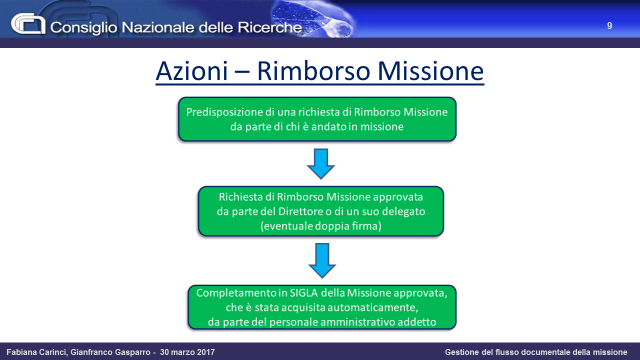 Consiglio Nazionale delle Ricerche
9
Azioni – Rimborso Missione
Predisposizione di una richiesta di Rimborso Missione
da parte di chi è andato in missione
Richiesta di Rimborso Missione approvata
da parte del Direttore o di un suo delegato
(eventuale doppia firma)
Completamento in SIGLA della Missione approvata,
che è stata acquisita automaticamente,
da parte del personale amministrativo addetto
Fabiana Carinci, Gianfranco Gasparro - 30 marzo 2017
Gestione del flusso documentale della missione